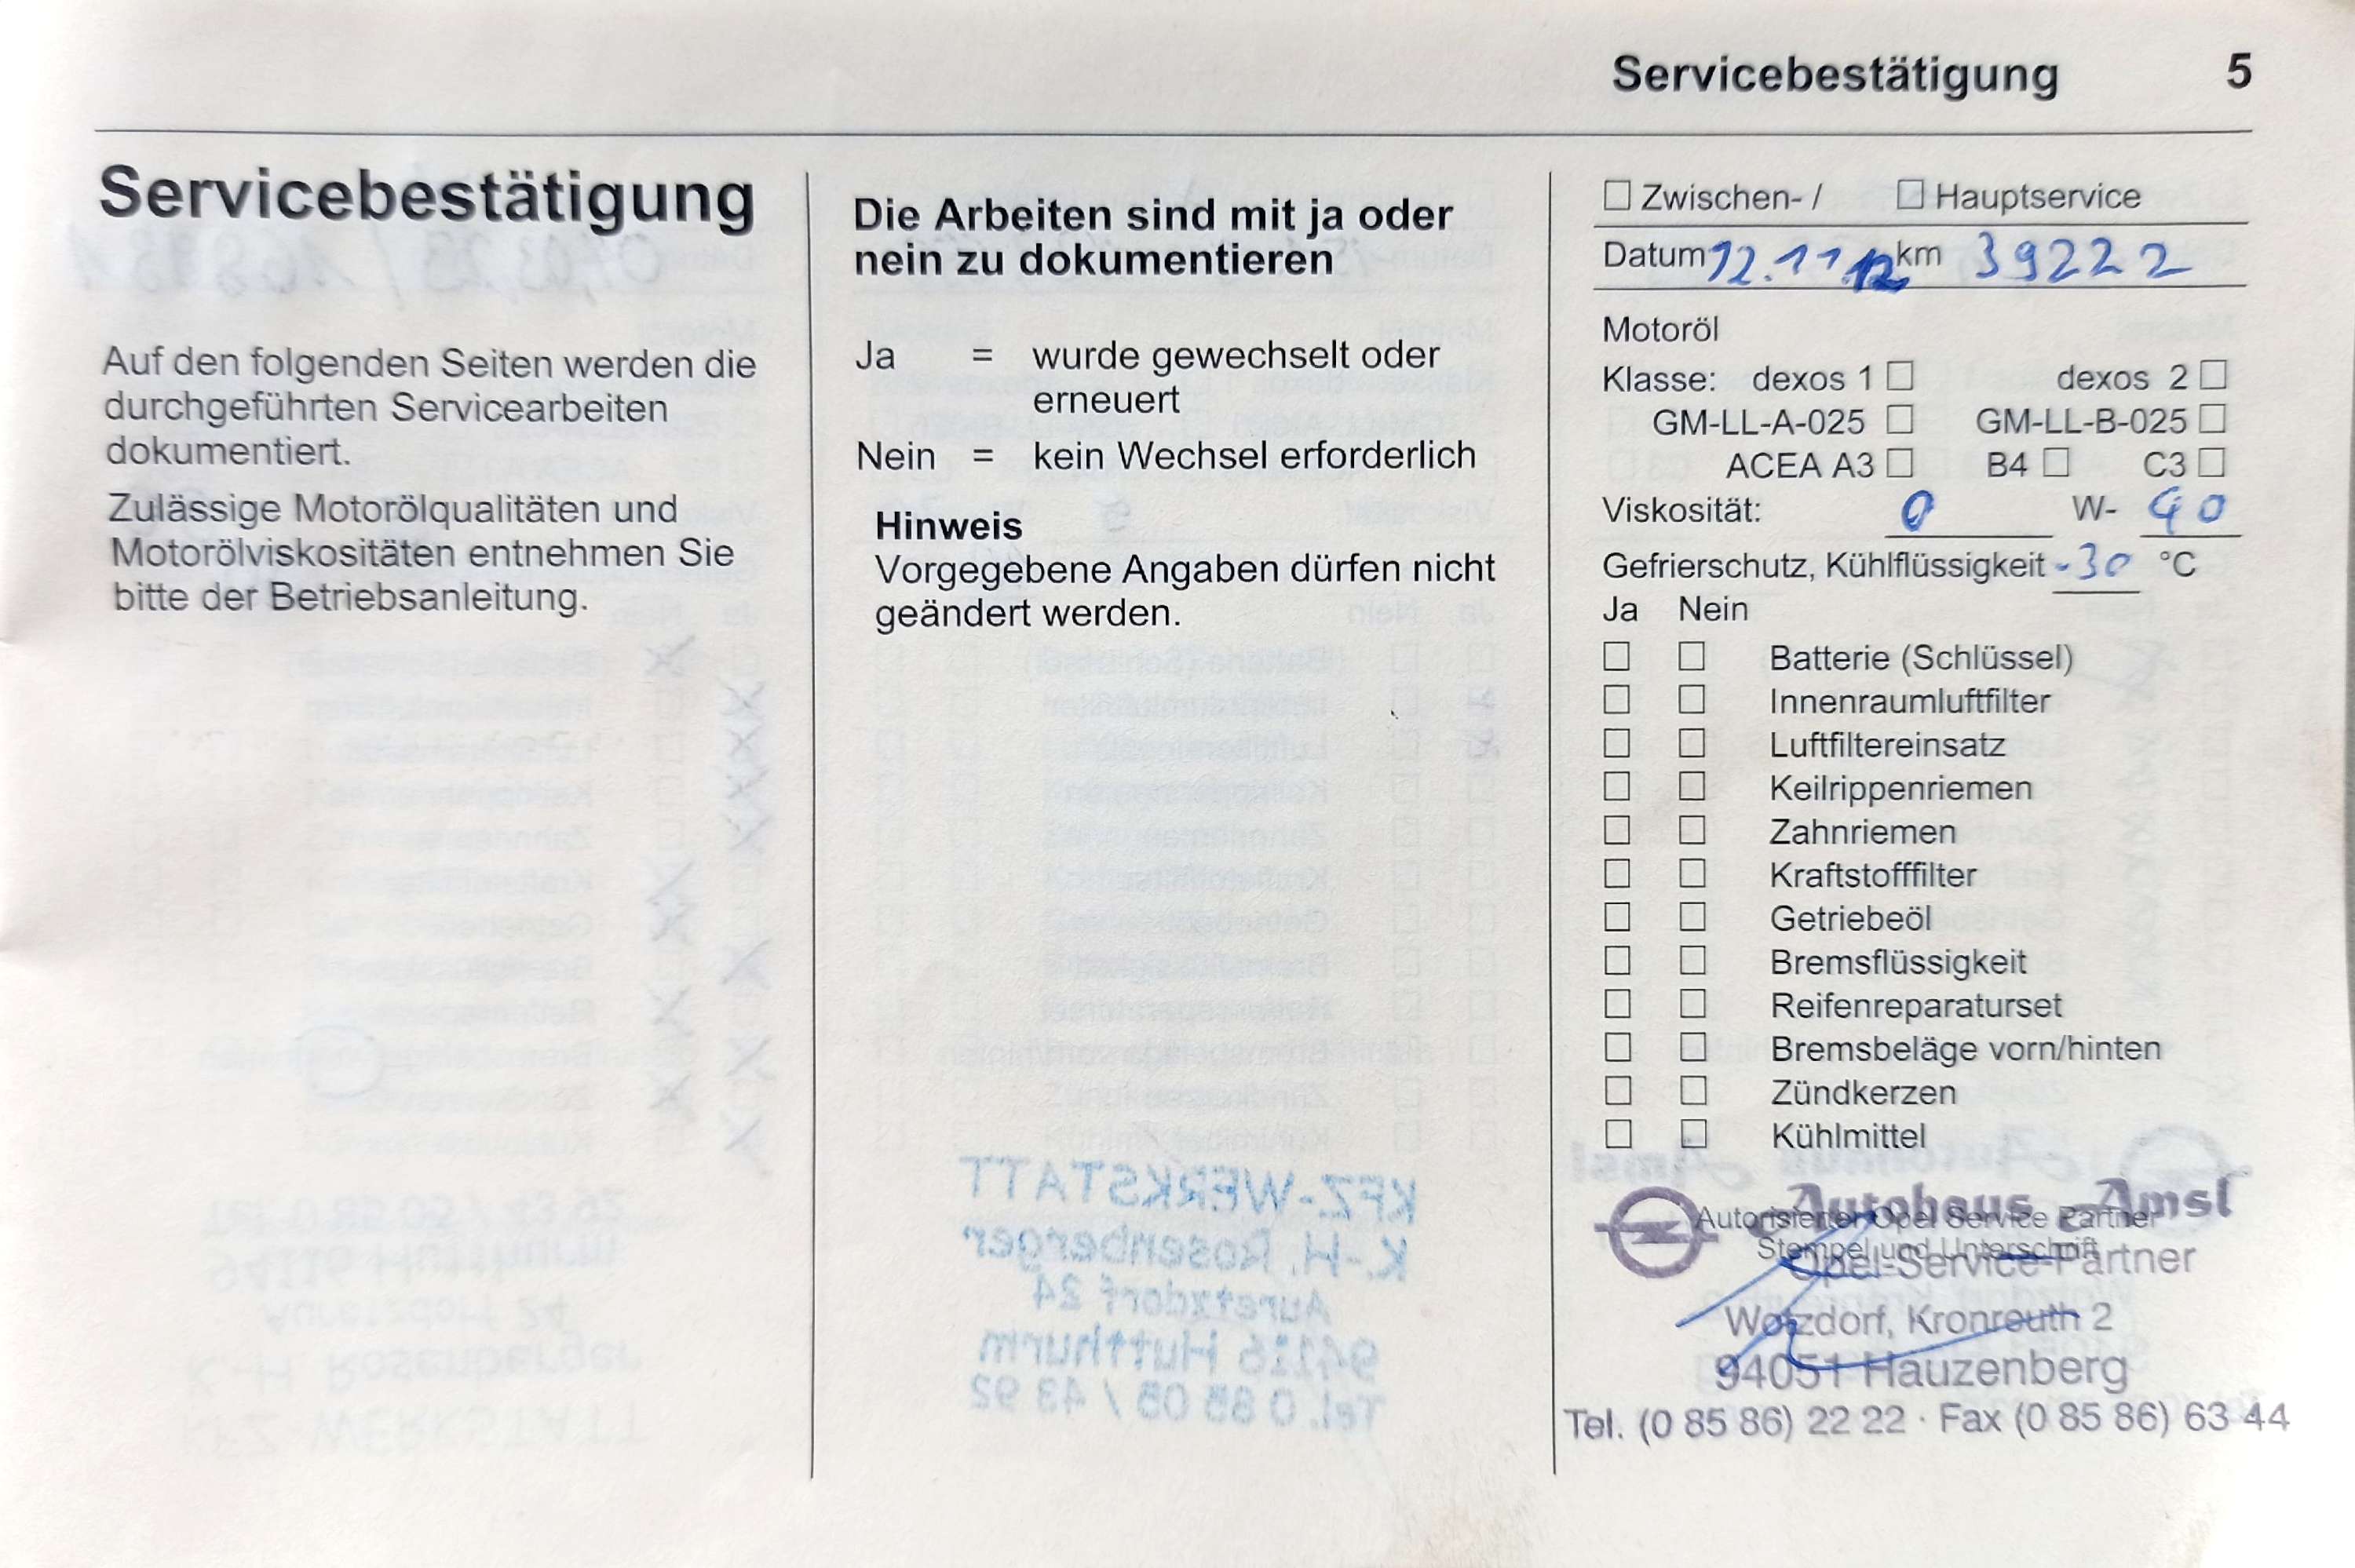 Servicebestätigung 5
Servicebestätigung
Auf den folgenden Seiten werden die
durchgeführten Servicearbeiten
dokumentiert.
Zulässige Motorölqualitäten und
Motorölviskositäten entnehmen Sie
bitte der Betriebsanleitung.
Die Arbeiten sind mit ja oder
nein zu dokumentieren
Ja = wurde gewechselt oder
erneuert
Nein = kein Wechsel erforderlich
Hinweis
Vorgegebene Angaben dürfen nicht
geändert werden.
KFZ-WERKSTATT
K.-H. Rosenberger
Auretzdorf 24
94116 Hutthurm
Tel. 0 85 05 / 43 92
☐ Zwischen- / ☐ Hauptservice
Datum 12.11.12 km 39222
Motoröl
Klasse: dexos 1 ☐ dexos 2 ☐
GM-LL-A-025 ☐ GM-LL-B-025 ☐
ACEA A3 ☐ B4 ☐ C3 ☐
Viskosität: 0 W- 40
Gefrierschutz, Kühlflüssigkeit -30 °C
Ja Nein
☐ ☐ Batterie (Schlüssel)
☐ ☐ Innenraumluftfilter
☐ ☐ Luftfiltereinsatz
☐ ☐ Keilrippenriemen
☐ ☐ Zahnriemen
☐ ☐ Kraftstofffilter
☐ ☐ Getriebeöl
☐ ☐ Bremsflüssigkeit
☐ ☐ Reifenreparaturset
☐ ☐ Bremsbeläge vorn/hinten
☐ ☐ Zündkerzen
☐ ☐ Kühlmittel
Autohaus Amsl
Autorisierter Opel Service Partner
Stempel und Unterschrift
Opel-Service-Partner
Wotzdorf, Kronreuth 2
94051 Hauzenberg
Tel. (0 85 86) 22 22 · Fax (0 85 86) 63 44